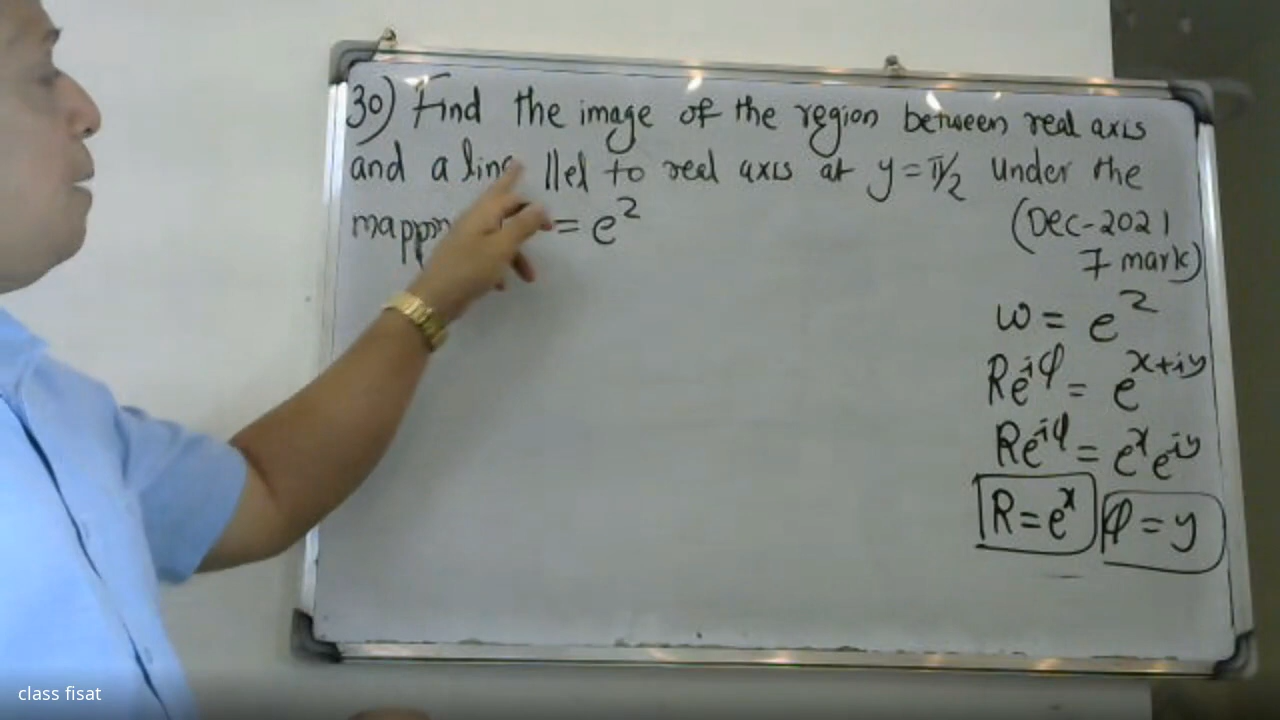 30) Find the image of the region between real axis
and a line ||el to real axis at y = π/2 under the
= e^z
(Dec-2021
7 mark)
w = e^z
Re^iφ = e^x+iy
Re^iφ = e^x e^iy
R = e^x φ = y
class fisat